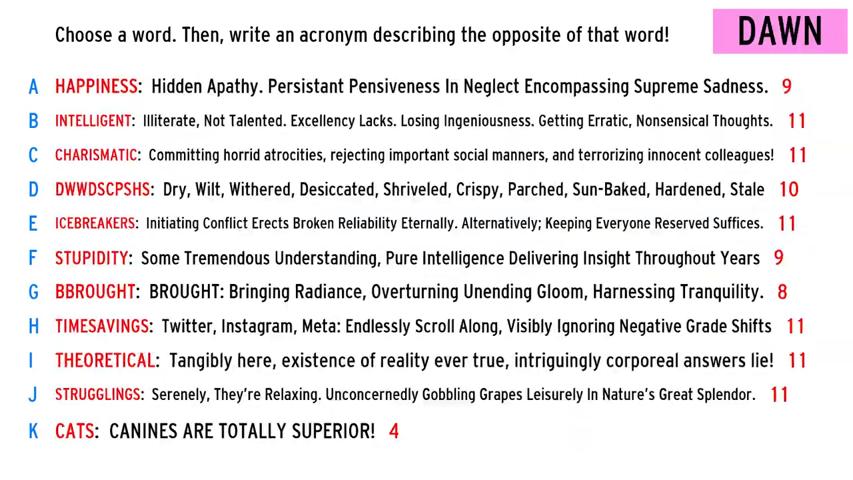 Choose a word. Then, write an acronym describing the opposite of that word!
DAWN
A HAPPINESS: Hidden Apathy. Persistant Pensiveness In Neglect Encompassing Supreme Sadness. 9
B INTELLIGENT: Illiterate, Not Talented. Excellency Lacks. Losing Ingeniousness. Getting Erratic, Nonsensical Thoughts. 11
C CHARISMATIC: Committing horrid atrocities, rejecting important social manners, and terrorizing innocent colleagues! 11
D DWWDSCPSHS: Dry, Wilt, Withered, Desiccated, Shriveled, Crispy, Parched, Sun-Baked, Hardened, Stale 10
E ICEBREAKERS: Initiating Conflict Erects Broken Reliability Eternally. Alternatively; Keeping Everyone Reserved Suffices. 11
F STUPIDITY: Some Tremendous Understanding, Pure Intelligence Delivering Insight Throughout Years 9
G BBROUGHT: BROUGHT: Bringing Radiance, Overturning Unending Gloom, Harnessing Tranquility. 8
H TIMESAVINGS: Twitter, Instagram, Meta: Endlessly Scroll Along, Visibly Ignoring Negative Grade Shifts 11
I THEORETICAL: Tangibly here, existence of reality ever true, intriguingly corporeal answers lie! 11
J STRUGGLINGS: Serenely, They're Relaxing. Unconcernedly Gobbling Grapes Leisurely In Nature's Great Splendor. 11
K CATS: CANINES ARE TOTALLY SUPERIOR! 4